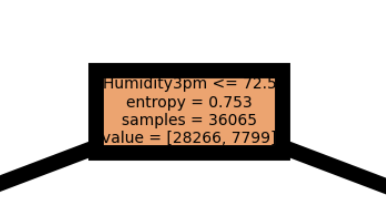 Humidity3pm <= 72.5
entropy = 0.753
samples = 36065
value = [28266, 7799]